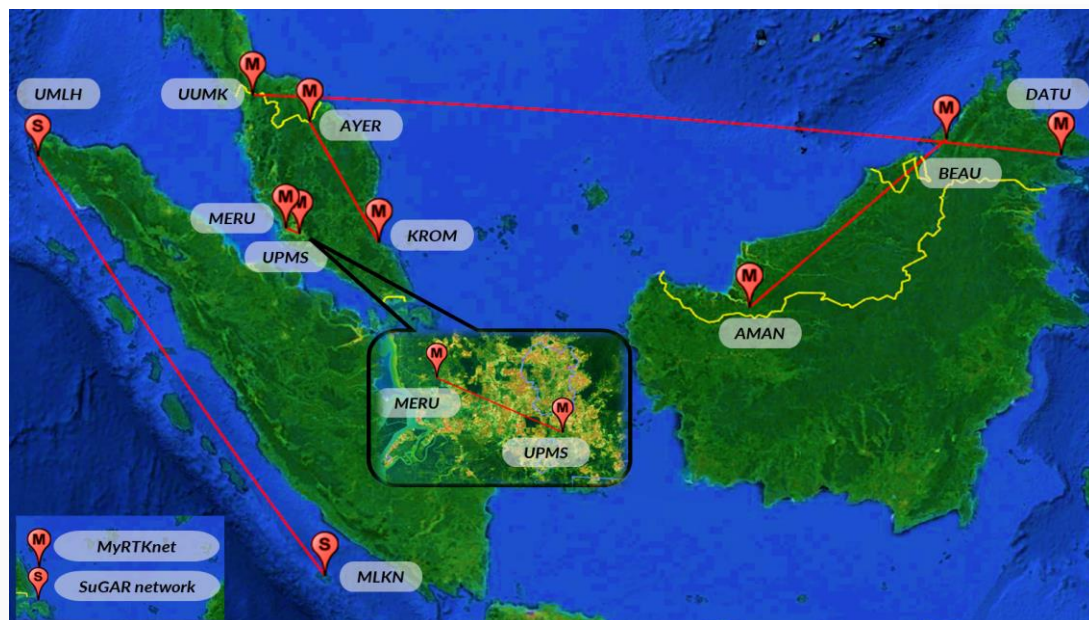 M
UUMK
M
AYER
UMLH
S
M
BEAU
DATU
M
MERU
M
M
UPMS
M
KROM
M
AMAN
M
MERU
M
UPMS
S
MLKN
M
MyRTKnet
S
SuGAR network